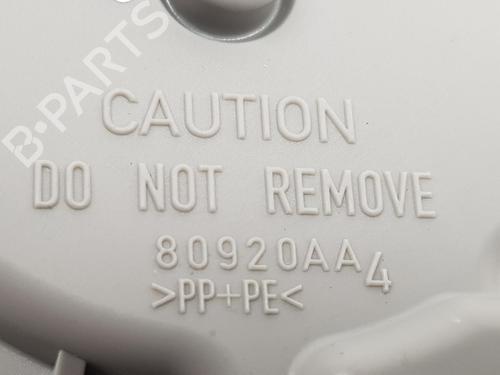 B-PARTS
CAUTION
DO NOT REMOVE
80920AA4
>PP+PE<